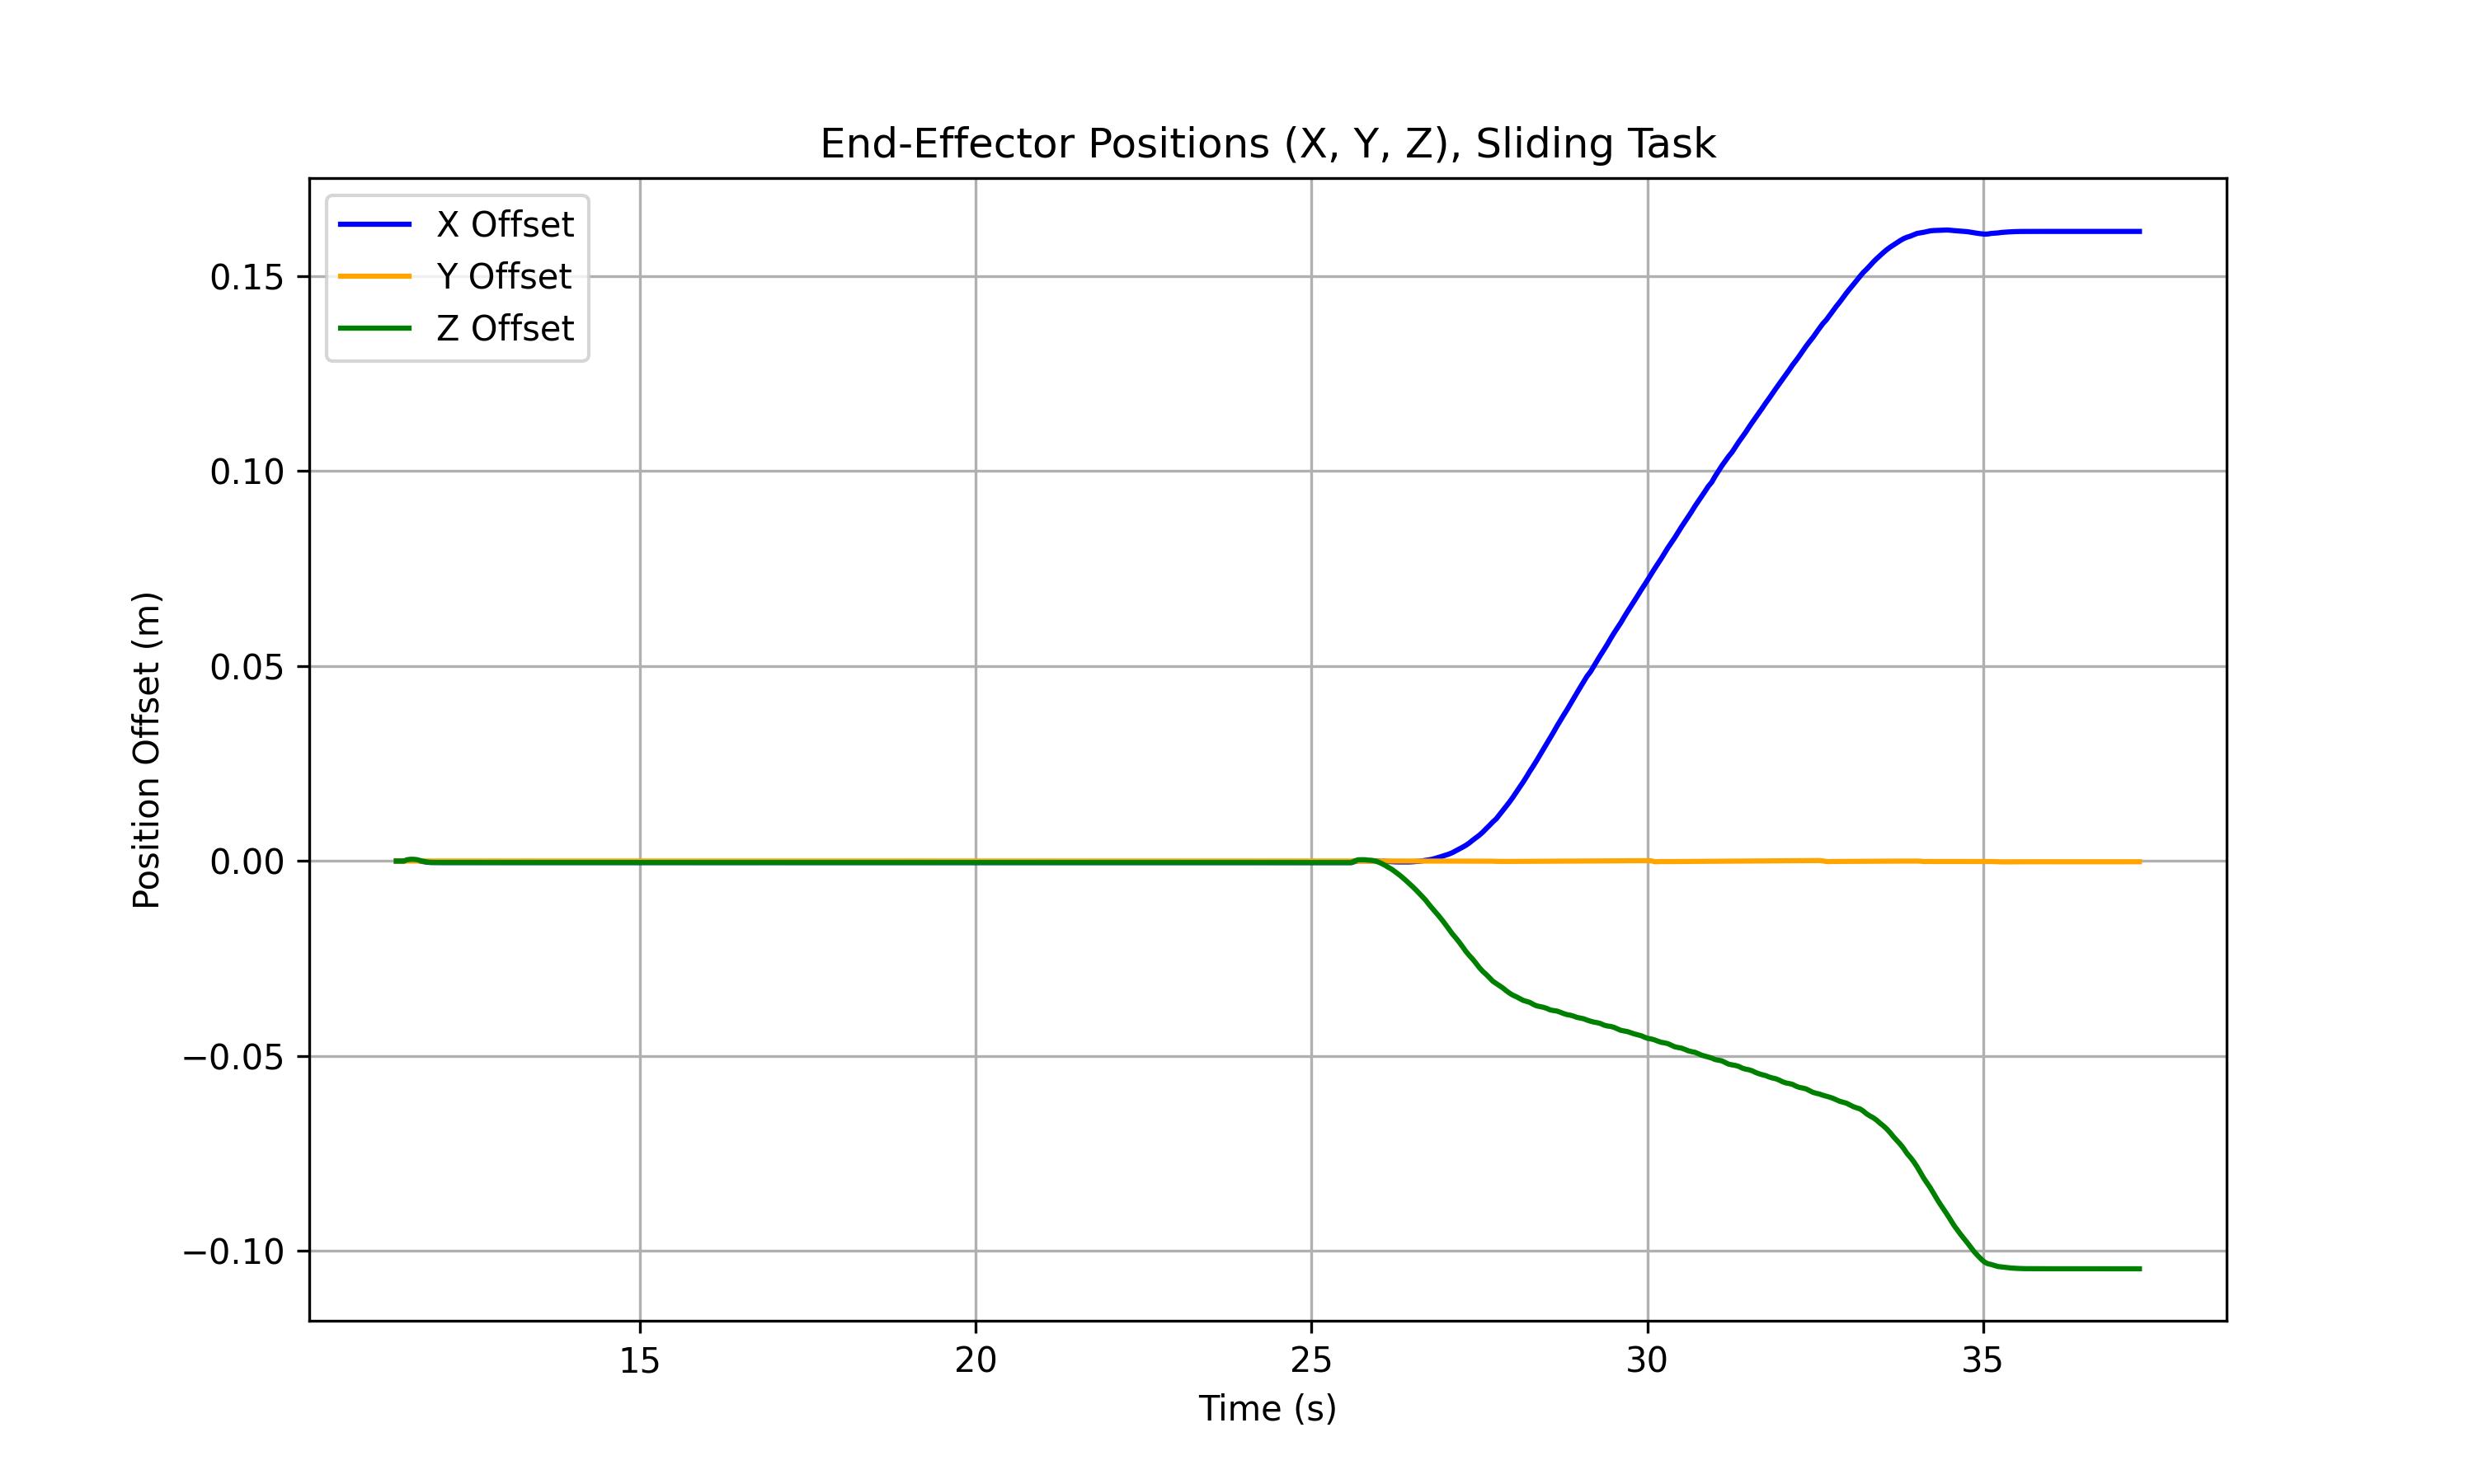 End-Effector Positions (X, Y, Z), Sliding Task
X Offset
Y Offset
Z Offset
0.15
0.10
0.05
0.00
−0.05
−0.10
Position Offset (m)
15 20 25 30 35
Time (s)